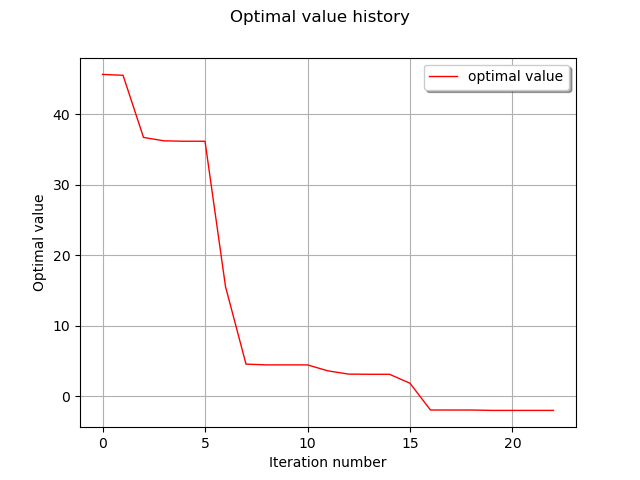 Optimal value history
optimal value
40
30
20
10
0
Optimal value
0 5 10 15 20
Iteration number